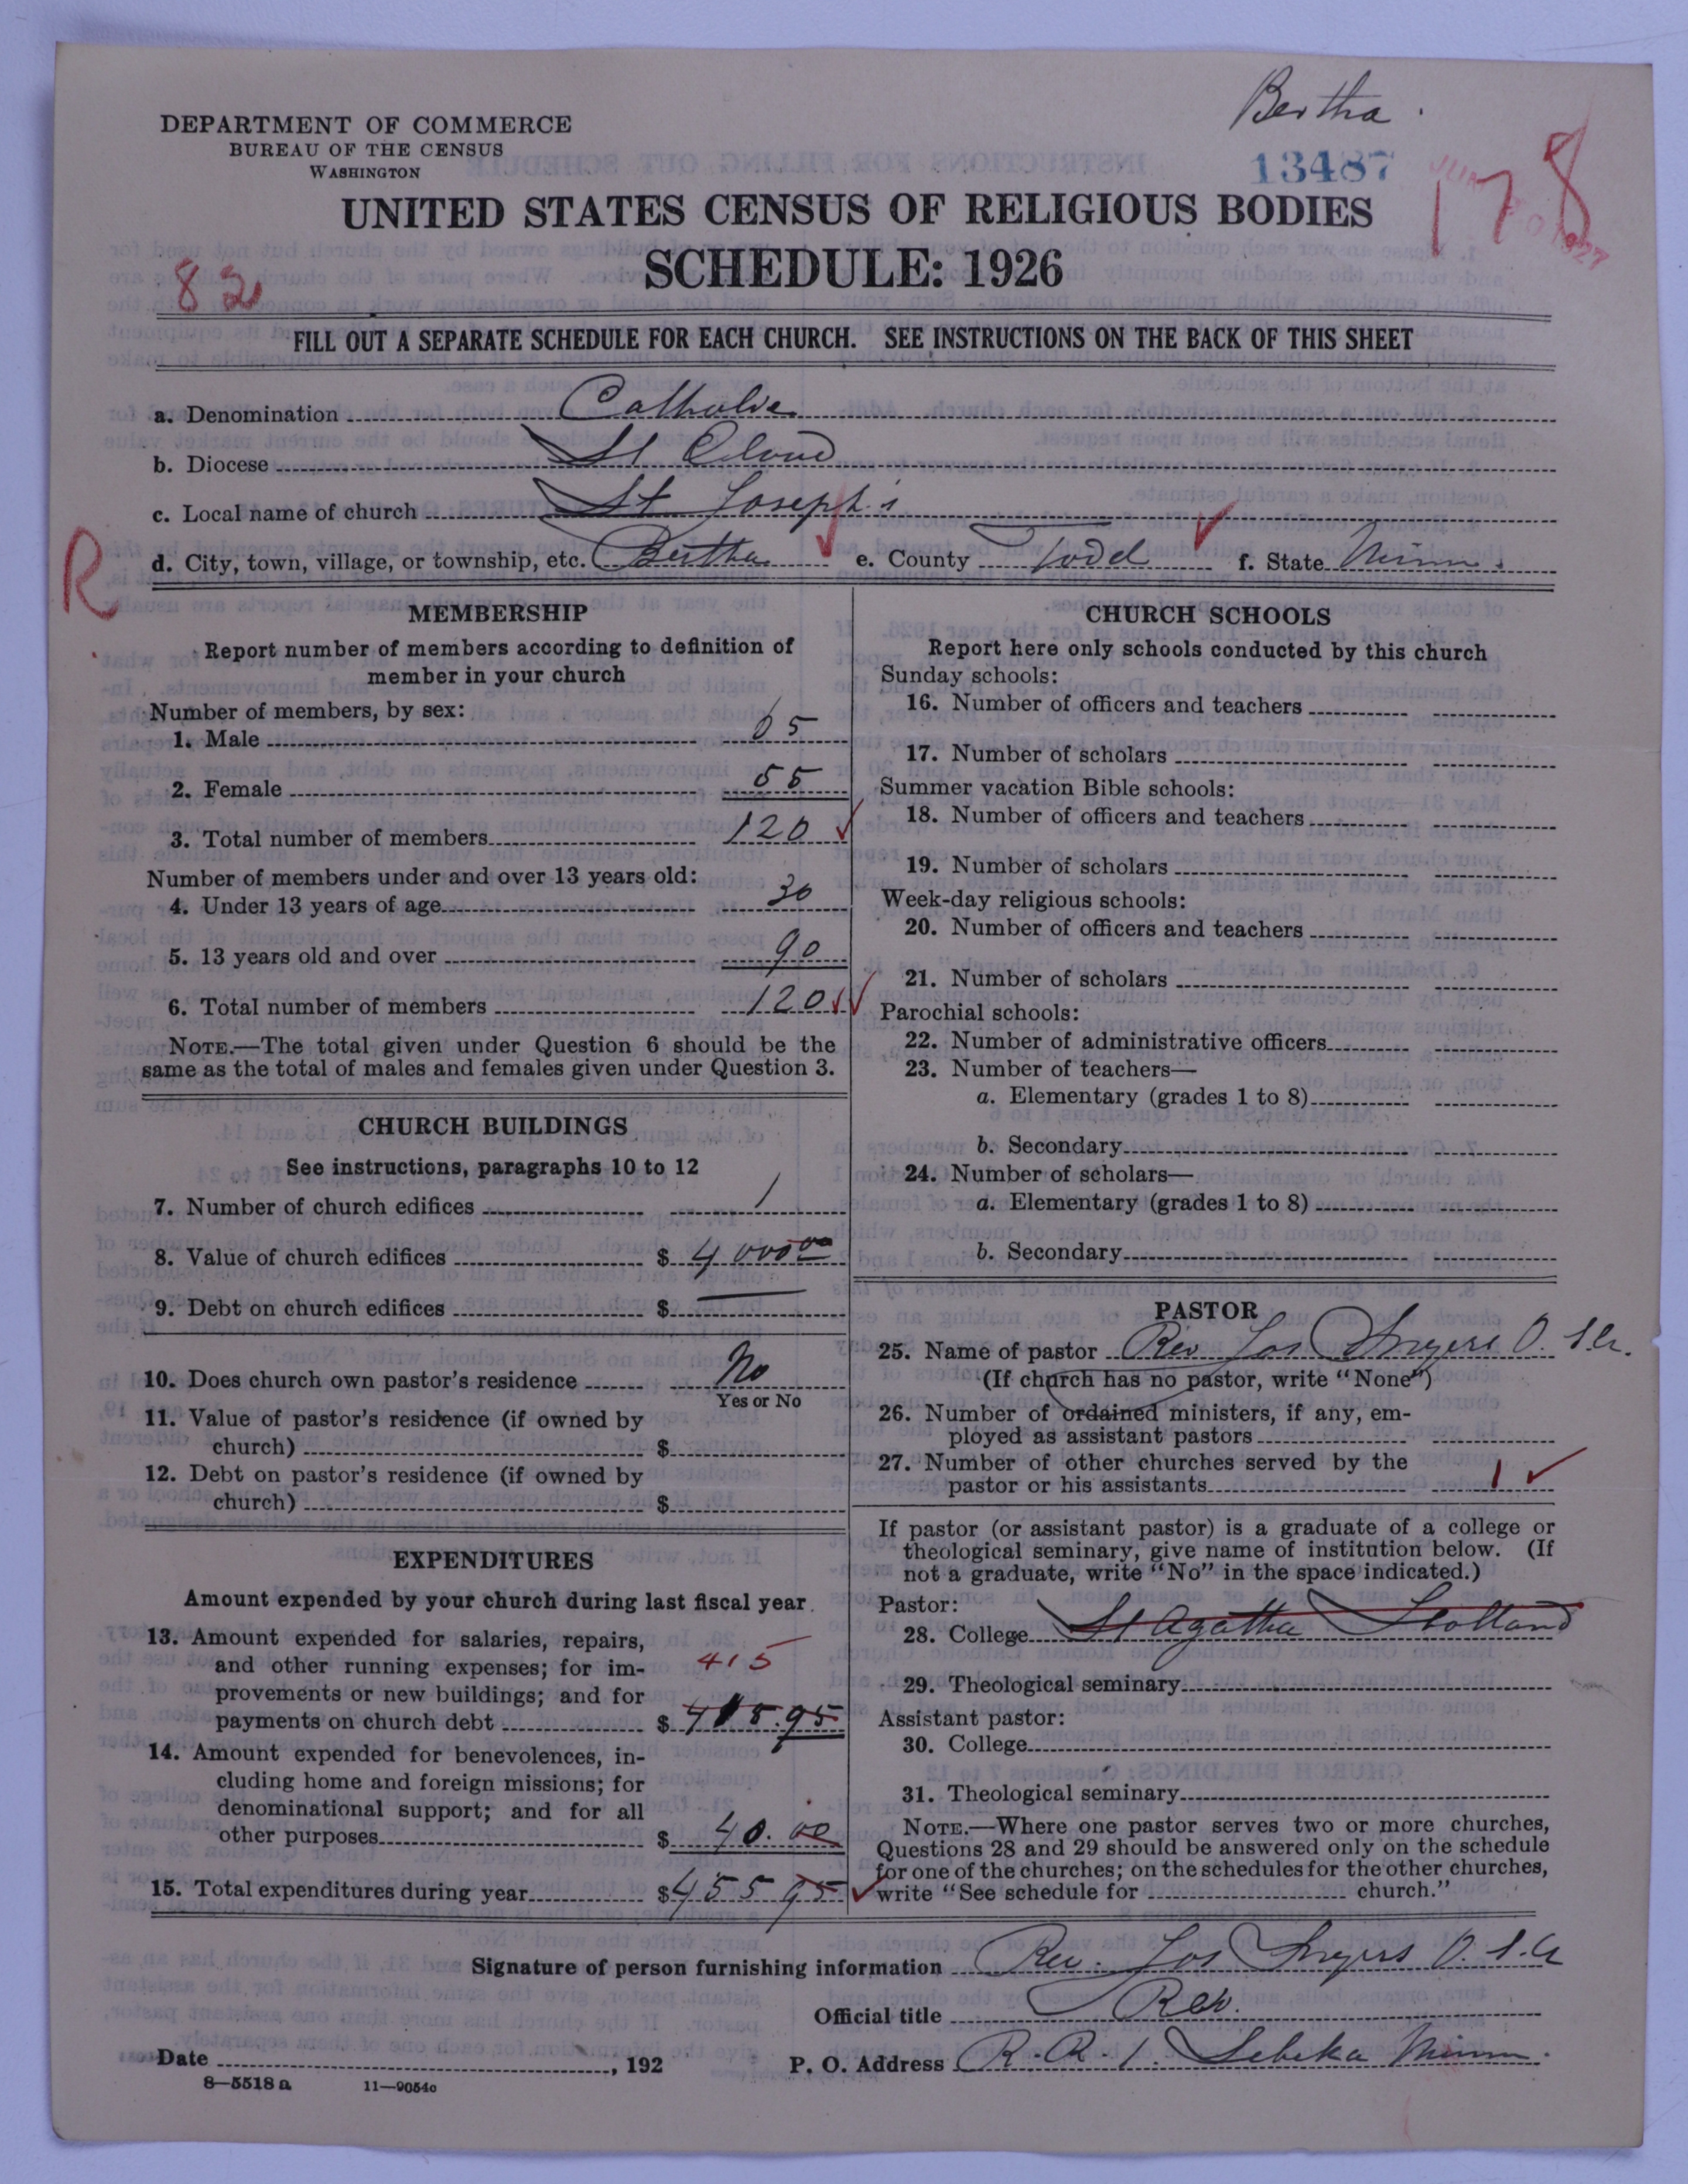 Bertha.
DEPARTMENT OF COMMERCE
BUREAU OF THE CENSUS
WASHINGTON
13487
178
UNITED STATES CENSUS OF RELIGIOUS BODIES
SCHEDULE: 1926
82
FILL OUT A SEPARATE SCHEDULE FOR EACH CHURCH. SEE INSTRUCTIONS ON THE BACK OF THIS SHEET
a. Denomination Catholic
b. Diocese St Cloud
c. Local name of church St Joseph's
R
d. City, town, village, or township, etc. Bertha e. County Todd f. State Minn.
MEMBERSHIP
Report number of members according to definition of
member in your church
Number of members, by sex:
1. Male 65
2. Female 55
3. Total number of members 120
Number of members under and over 13 years old:
4. Under 13 years of age 30
5. 13 years old and over 90
6. Total number of members 120
NOTE.—The total given under Question 6 should be the
same as the total of males and females given under Question 3.
CHURCH BUILDINGS
See instructions, paragraphs 10 to 12
7. Number of church edifices 1
8. Value of church edifices $ 4000.00
9. Debt on church edifices $ —
10. Does church own pastor's residence No
Yes or No
11. Value of pastor's residence (if owned by
church) $
12. Debt on pastor's residence (if owned by
church) $
EXPENDITURES
Amount expended by your church during last fiscal year
13. Amount expended for salaries, repairs,
and other running expenses; for im-
provements or new buildings; and for
payments on church debt $ 415.95
415
14. Amount expended for benevolences, in-
cluding home and foreign missions; for
denominational support; and for all
other purposes $ 40.00
15. Total expenditures during year $ 455 95
CHURCH SCHOOLS
Report here only schools conducted by this church
Sunday schools:
16. Number of officers and teachers
17. Number of scholars
Summer vacation Bible schools:
18. Number of officers and teachers
19. Number of scholars
Week-day religious schools:
20. Number of officers and teachers
21. Number of scholars
Parochial schools:
22. Number of administrative officers
23. Number of teachers—
a. Elementary (grades 1 to 8)
b. Secondary
24. Number of scholars—
a. Elementary (grades 1 to 8)
b. Secondary
PASTOR
25. Name of pastor Rev Jos
(If church has no pastor, write "None")
26. Number of ordained ministers, if any, em-
ployed as assistant pastors
27. Number of other churches served by the
pastor or his assistants 1
If pastor (or assistant pastor) is a graduate of a college or
theological seminary, give name of institution below. (If
not a graduate, write "No" in the space indicated.)
Pastor:
28. College St Agatha Holland
29. Theological seminary
Assistant pastor:
30. College
31. Theological seminary
NOTE.—Where one pastor serves two or more churches,
Questions 28 and 29 should be answered only on the schedule
for one of the churches; on the schedules for the other churches,
write "See schedule for church."
Signature of person furnishing information Rev. Jos
Official title Rev.
Date , 192
P. O. Address R.R.1. Sebeka Minn.
8—5518 a 11—9054c